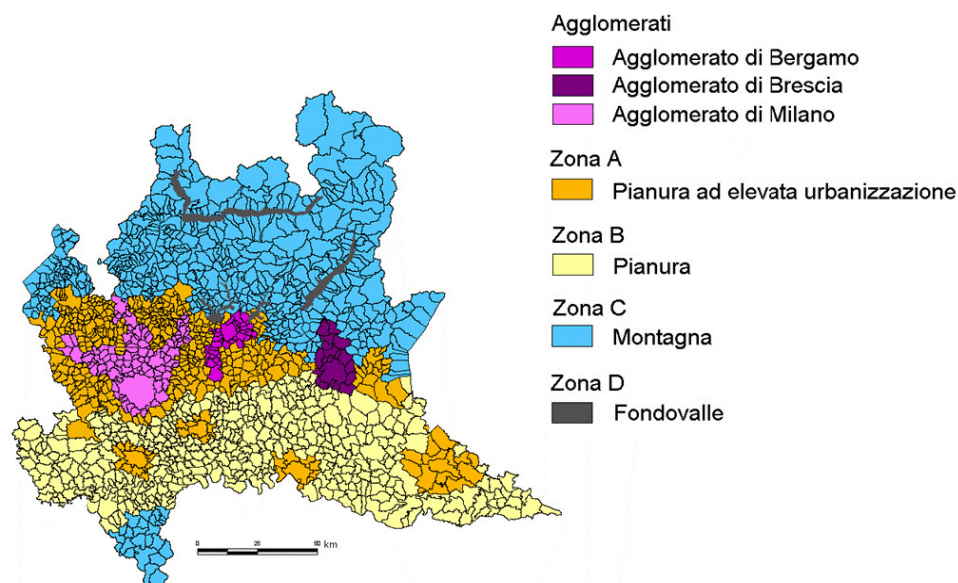 Agglomerati
Agglomerato di Bergamo
Agglomerato di Brescia
Agglomerato di Milano
Zona A
Pianura ad elevata urbanizzazione
Zona B
Pianura
Zona C
Montagna
Zona D
Fondovalle
0 25 50 km